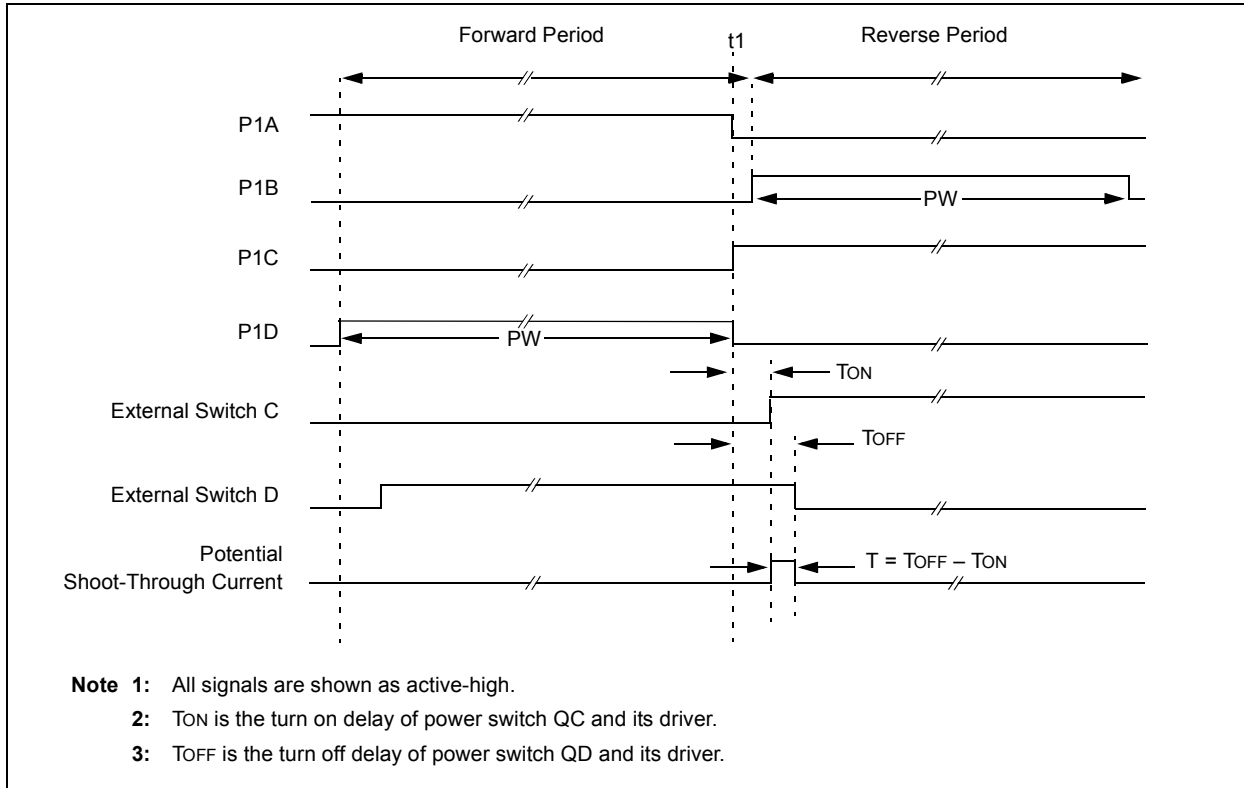 Forward Period
t1
Reverse Period
P1A
P1B
PW
P1C
P1D
PW
TON
External Switch C
TOFF
External Switch D
Potential
Shoot-Through Current
T = TOFF – TON
Note 1: All signals are shown as active-high.
2: TON is the turn on delay of power switch QC and its driver.
3: TOFF is the turn off delay of power switch QD and its driver.